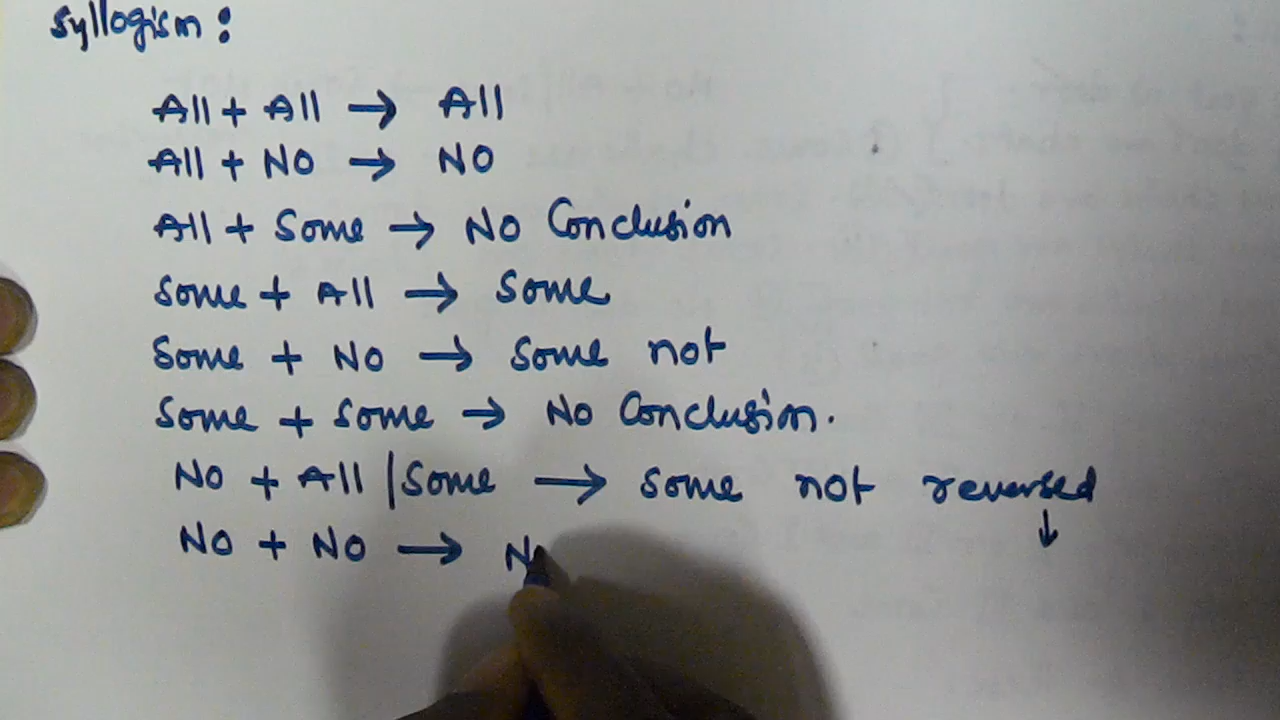 Syllogism:
All + All → All
All + NO → NO
All + Some → NO Conclusion
Some + All → Some
Some + NO → Some not
Some + Some → NO Conclusion.
NO + All | Some → Some not reversed
↓
NO + NO → N